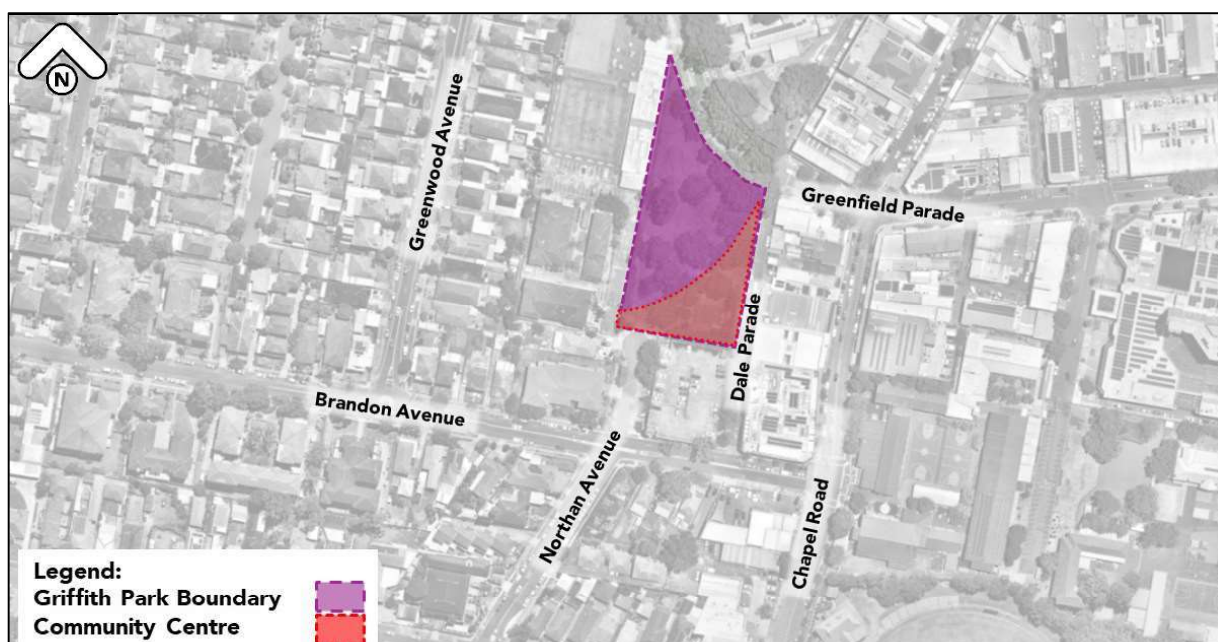 N
Greenwood Avenue
Greenfield Parade
Dale Parade
Brandon Avenue
Northan Avenue
Chapel Road
Legend:
Griffith Park Boundary
Community Centre